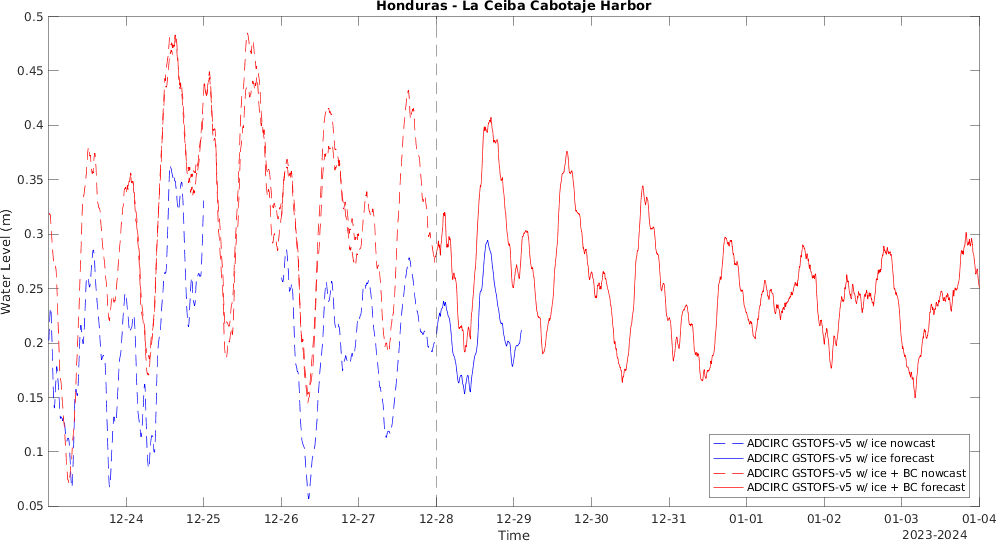 Honduras - La Ceiba Cabotaje Harbor
0.5
0.45
0.4
0.35
0.3
0.25
0.2
0.15
0.1
0.05
Water Level (m)
ADCIRC GSTOFS-v5 w/ ice nowcast
ADCIRC GSTOFS-v5 w/ ice forecast
ADCIRC GSTOFS-v5 w/ ice + BC nowcast
ADCIRC GSTOFS-v5 w/ ice + BC forecast
12-24 12-25 12-26 12-27 12-28 12-29 12-30 12-31 01-01 01-02 01-03 01-04
Time
2023-2024